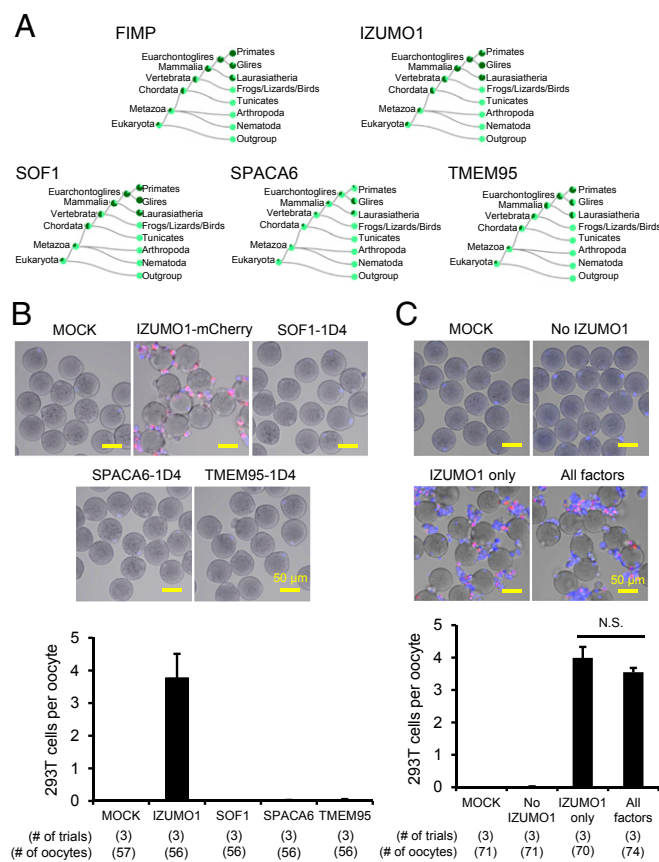 A
FIMP
Euarchontoglires
Mammalia
Vertebrata
Chordata
Metazoa
Eukaryota
Primates
Glires
Laurasiatheria
Frogs/Lizards/Birds
Tunicates
Arthropoda
Nematoda
Outgroup
IZUMO1
Euarchontoglires
Mammalia
Vertebrata
Chordata
Metazoa
Eukaryota
Primates
Glires
Laurasiatheria
Frogs/Lizards/Birds
Tunicates
Arthropoda
Nematoda
Outgroup
SOF1
Euarchontoglires
Mammalia
Vertebrata
Chordata
Metazoa
Eukaryota
Primates
Glires
Laurasiatheria
Frogs/Lizards/Birds
Tunicates
Arthropoda
Nematoda
Outgroup
SPACA6
Euarchontoglires
Mammalia
Vertebrata
Chordata
Metazoa
Eukaryota
Primates
Glires
Laurasiatheria
Frogs/Lizards/Birds
Tunicates
Arthropoda
Nematoda
Outgroup
TMEM95
Euarchontoglires
Mammalia
Vertebrata
Chordata
Metazoa
Eukaryota
Primates
Glires
Laurasiatheria
Frogs/Lizards/Birds
Tunicates
Arthropoda
Nematoda
Outgroup
B
MOCK IZUMO1-mCherry SOF1-1D4
SPACA6-1D4 TMEM95-1D4
50 µm
293T cells per oocyte
5
4
3
2
1
0
MOCK IZUMO1 SOF1 SPACA6 TMEM95
(# of trials) (3) (3) (3) (3) (3)
(# of oocytes) (57) (56) (56) (56) (56)
C
MOCK No IZUMO1
IZUMO1 only All factors
50 µm
293T cells per oocyte
5
4
3
2
1
0
N.S.
MOCK No IZUMO1 IZUMO1 only All factors
(# of trials) (3) (3) (3) (3)
(# of oocytes) (71) (71) (70) (74)